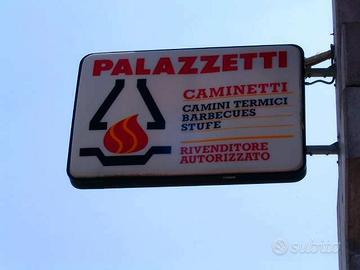 PALAZZETTI
CAMINETTI
CAMINI TERMICI
BARBECUES
STUFE
RIVENDITORE
AUTORIZZATO
subito